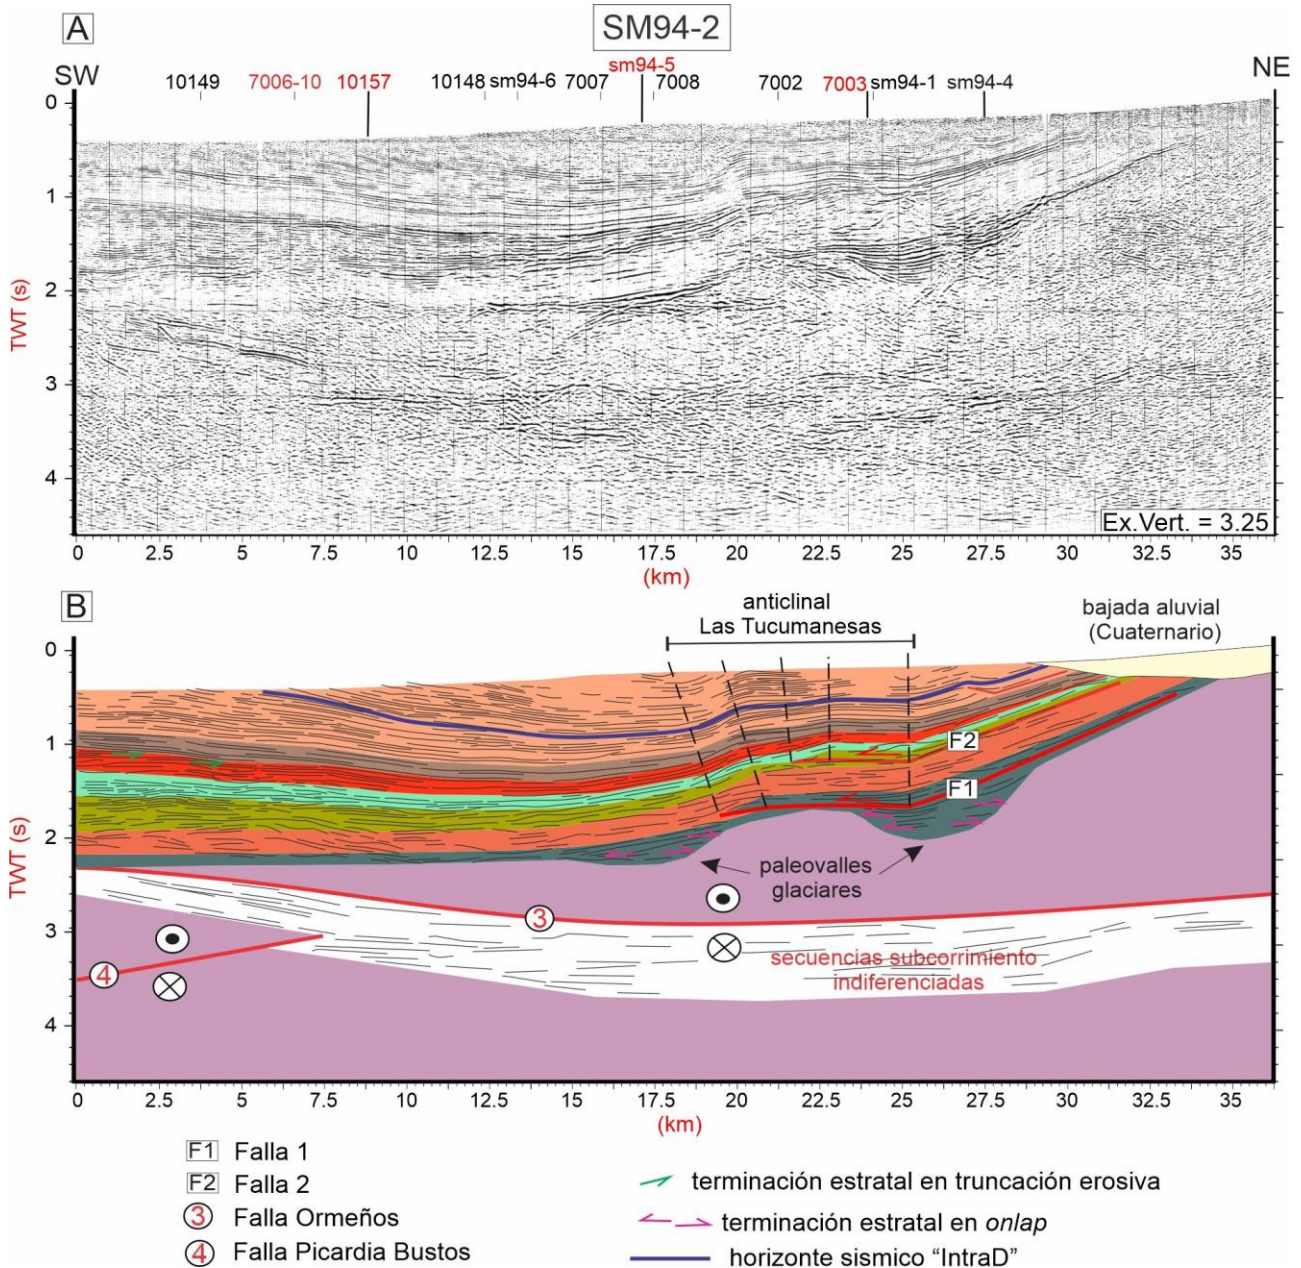 A
SM94-2
SW
NE
10149 7006-10 10157 10148 sm94-6 7007 sm94-5 7008 7002 7003 sm94-1 sm94-4
0
1
2
3
4
TWT (s)
Ex.Vert. = 3.25
0 2.5 5 7.5 10 12.5 15 17.5 20 22.5 25 27.5 30 32.5 35
(km)
B
anticlinal
Las Tucumanesas
bajada aluvial
(Cuaternario)
0
1
2
3
4
TWT (s)
F2
F1
paleovalles
glaciares
3
4
secuencias subcorrimiento
indiferenciadas
0 2.5 5 7.5 10 12.5 15 17.5 20 22.5 25 27.5 30 32.5 35
(km)
F1 Falla 1
F2 Falla 2
3 Falla Ormeños
4 Falla Picardia Bustos
terminación estratal en truncación erosiva
terminación estratal en onlap
horizonte sismico “IntraD”